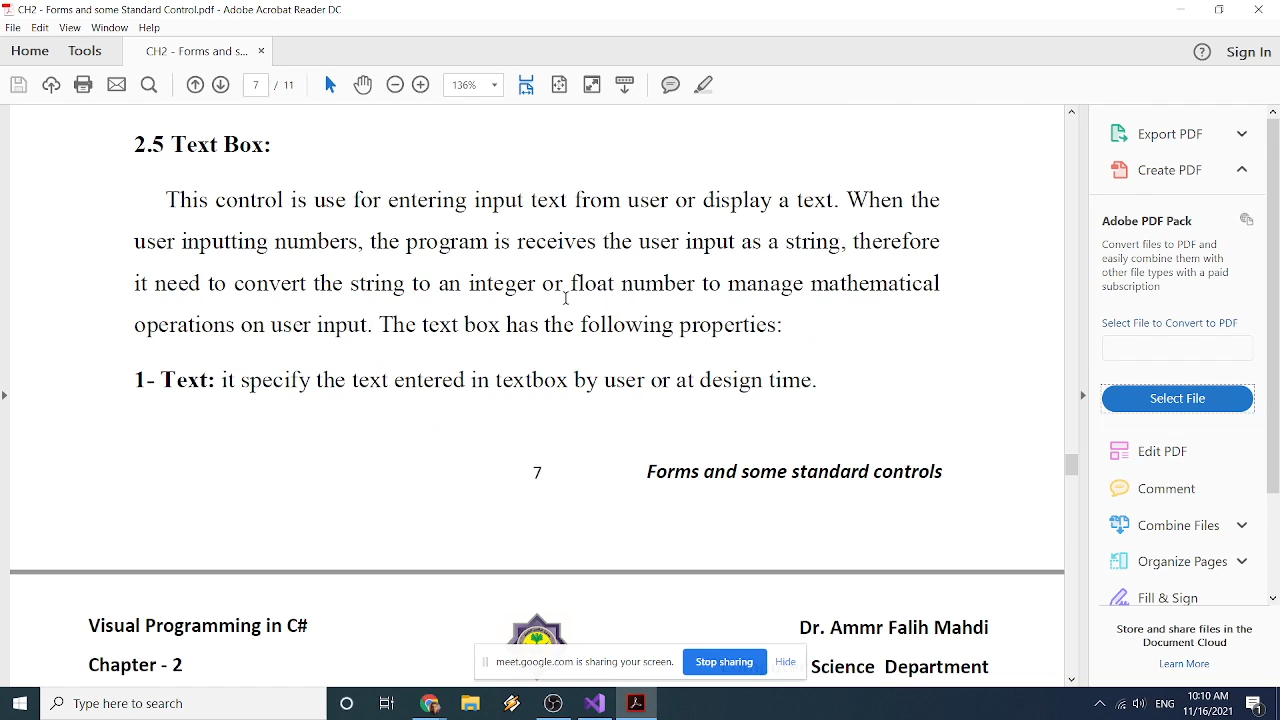 CH2 - Forms and some Standard Control.pdf - Adobe Acrobat Reader DC
File Edit View Window Help
Home Tools CH2 - Forms and s... × Sign In
7 / 11 136%
2.5 Text Box:
This control is use for entering input text from user or display a text. When the
user inputting numbers, the program is receives the user input as a string, therefore
it need to convert the string to an integer or float number to manage mathematical
operations on user input. The text box has the following properties:
1- Text: it specify the text entered in textbox by user or at design time.
7 Forms and some standard controls
Visual Programming in C# Dr. Ammr Falih Mahdi
Chapter - 2 Science Department
meet.google.com is sharing your screen. Stop sharing Hide
Export PDF
Create PDF
Adobe PDF Pack
Convert files to PDF and
easily combine them with
other file types with a paid
subscription
Select File to Convert to PDF
Select File
Edit PDF
Comment
Combine Files
Organize Pages
Fill & Sign
Store and share files in the
Document Cloud
Learn More
Type here to search
10:10 AM
11/16/2021